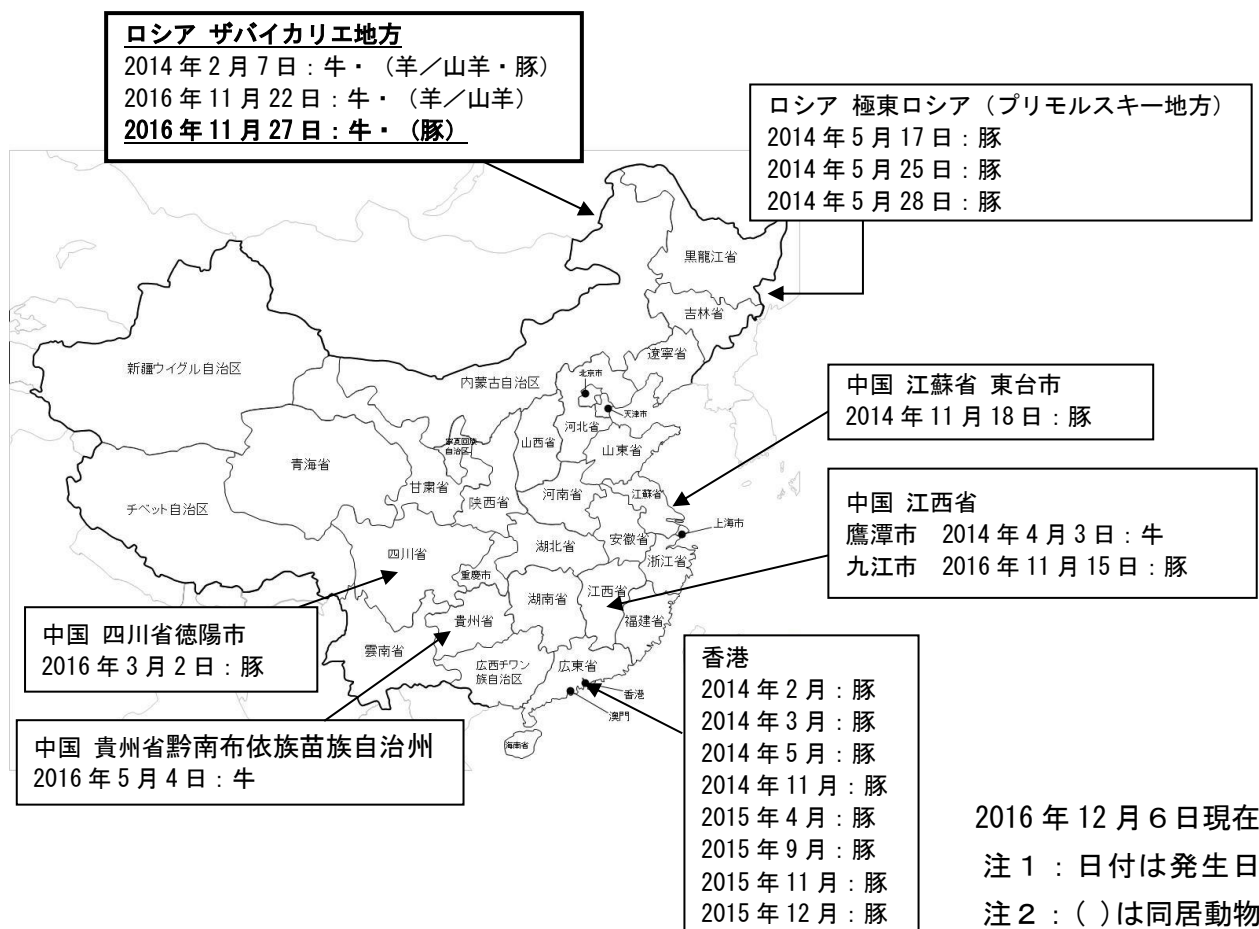 ロシア ザバイカリエ地方
2014年2月7日：牛・（羊／山羊・豚）
2016年11月22日：牛・（羊／山羊）
2016年11月27日：牛・（豚）
ロシア 極東ロシア（プリモルスキー地方）
2014年5月17日：豚
2014年5月25日：豚
2014年5月28日：豚
黒龍江省
吉林省
遼寧省
新疆ウイグル自治区
内蒙古自治区
北京市
天津市
河北省
山西省
山東省
青海省
甘粛省
寧夏回族
自治区
陝西省
河南省
江蘇省
チベット自治区
四川省
重慶市
湖北省
安徽省
上海市
浙江省
湖南省
江西省
福建省
貴州省
雲南省
広西チワン
族自治区
広東省
香港
澳門
海南省
中国 江蘇省 東台市
2014年11月18日：豚
中国 江西省
鷹潭市 2014年4月3日：牛
九江市 2016年11月15日：豚
中国 四川省徳陽市
2016年3月2日：豚
中国 貴州省黔南布依族苗族自治州
2016年5月4日：牛
香港
2014年2月：豚
2014年3月：豚
2014年5月：豚
2014年11月：豚
2015年4月：豚
2015年9月：豚
2015年11月：豚
2015年12月：豚
2016年12月６日現在
注１：日付は発生日
注２：( )は同居動物